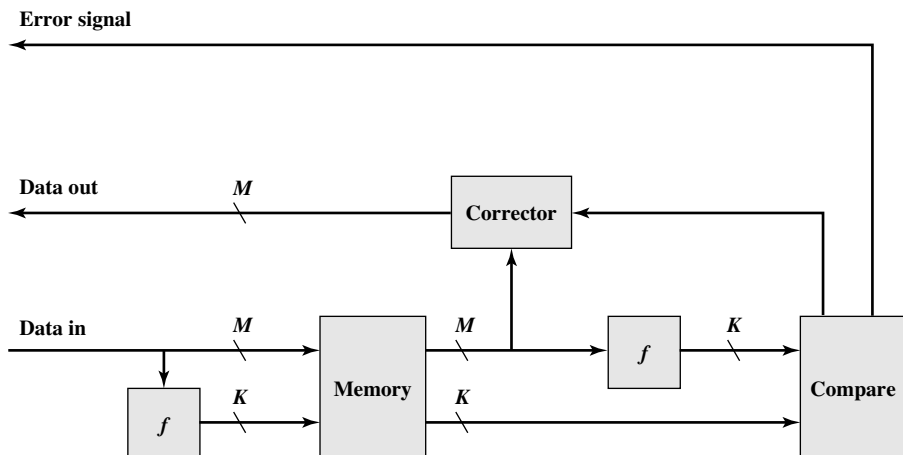 Error signal
Data out
M
Corrector
Data in
M
M
K
f
Memory
Compare
K
K
f